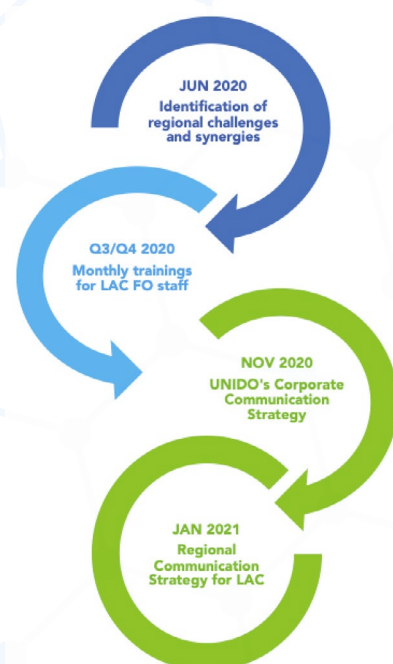 JUN 2020
Identification of
regional challenges
and synergies
Q3/Q4 2020
Monthly trainings
for LAC FO staff
NOV 2020
UNIDO's Corporate
Communication
Strategy
JAN 2021
Regional
Communication
Strategy for LAC